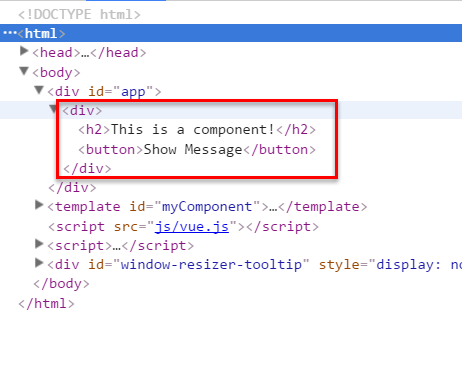 <!DOCTYPE html>
…<html>
▶<head>…</head>
▼<body>
▼<div id="app">
▼<div>
<h2>This is a component!</h2>
<button>Show Message</button>
</div>
</div>
▶<template id="myComponent">…</template>
<script src="js/vue.js"></script>
▶<script>…</script>
▶<div id="window-resizer-tooltip" style="display: no
</body>
</html>